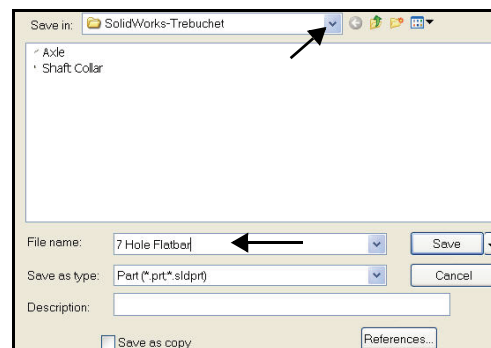 Save in: SolidWorks-Trebuchet
Axle
Shaft Collar
File name: 7 Hole Flatbar Save
Save as type: Part (*.prt;*.sldprt) Cancel
Description:
Save as copy References...